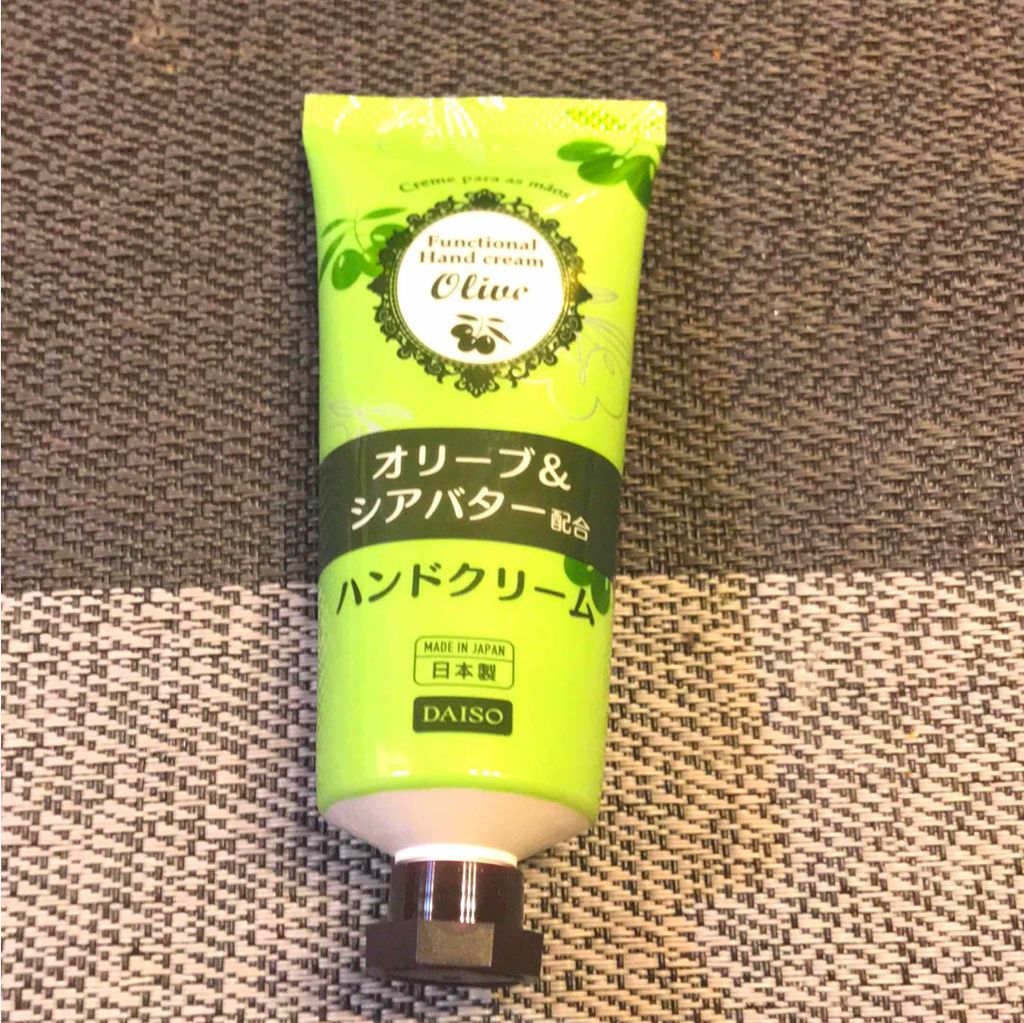 Creme para as mãos
Functional
Hand cream
Olive
オリーブ&
シアバター配合
ハンドクリーム
MADE IN JAPAN
日本製
DAISO